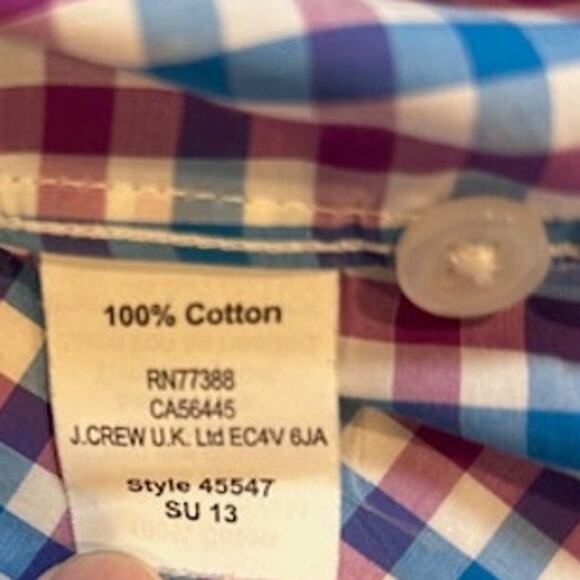 100% Cotton
RN77388
CA56445
J.CREW U.K. Ltd EC4V 6JA
Style 45547
SU 13